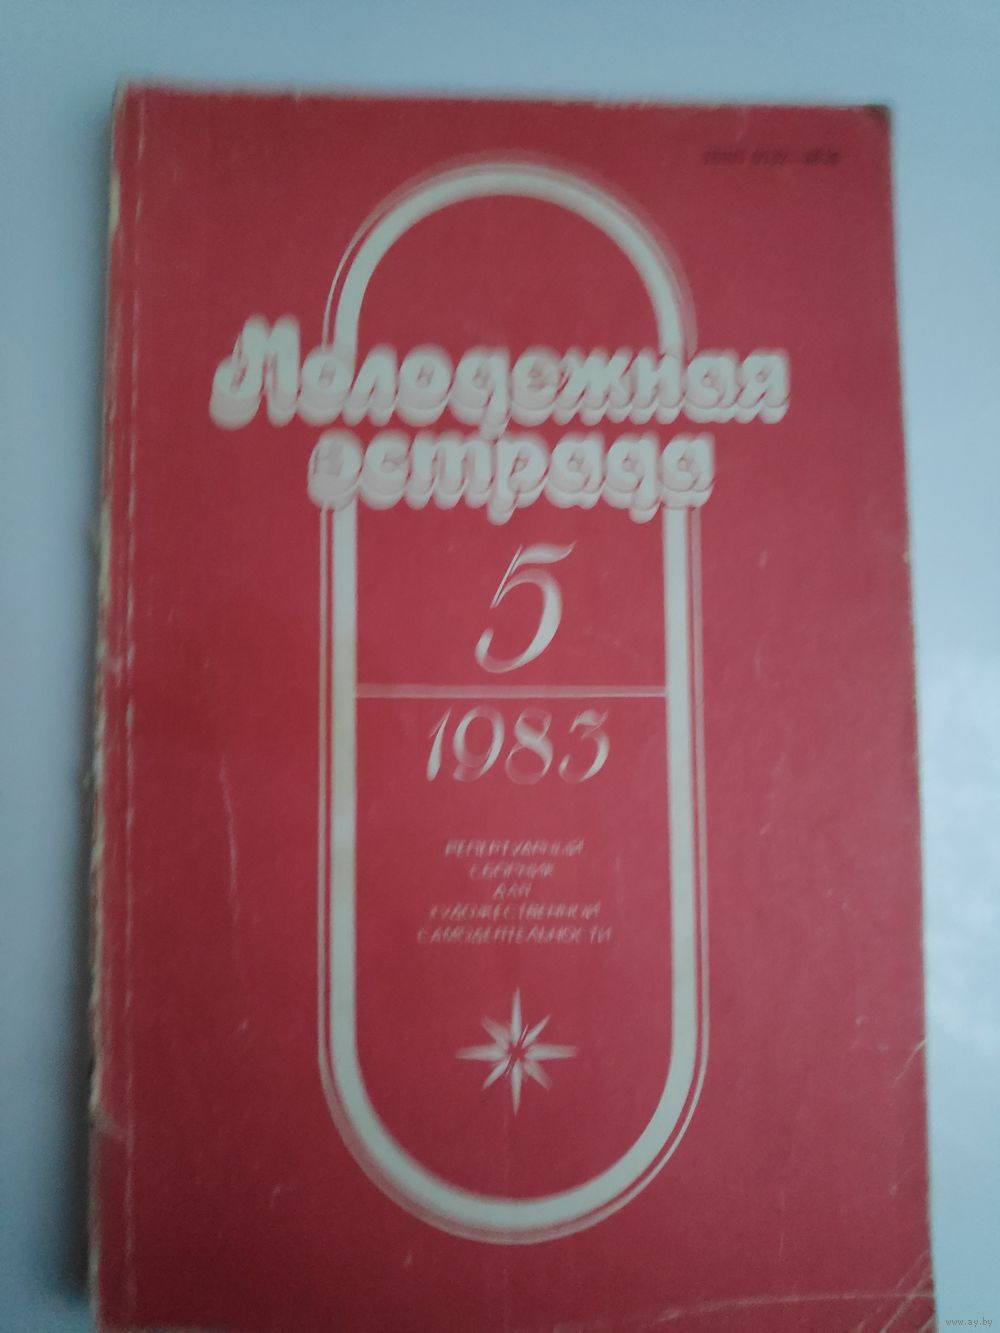 Молодежная
эстрада
5
1983
РЕПЕРТУАРНЫЙ
СБОРНИК
ДЛЯ
ХУДОЖЕСТВЕННОЙ
САМОДЕЯТЕЛЬНОСТИ
www.ay.by